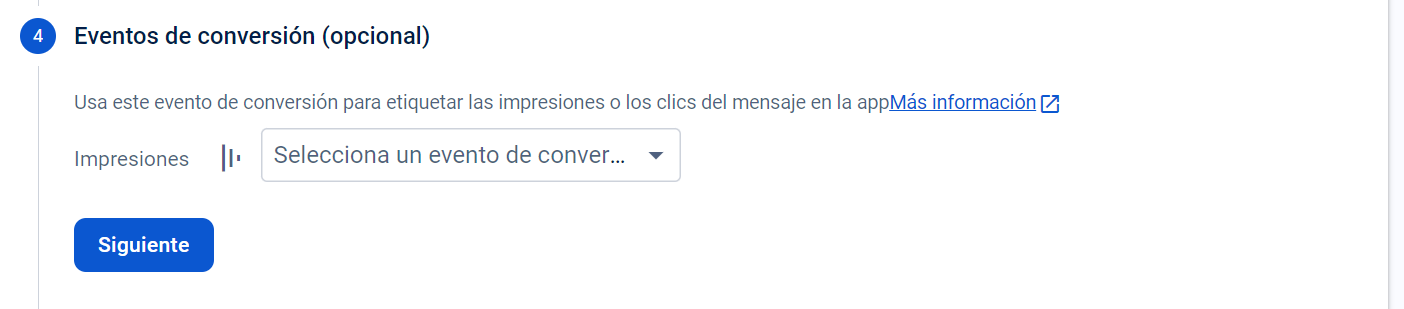 4 Eventos de conversión (opcional)
Usa este evento de conversión para etiquetar las impresiones o los clics del mensaje en la appMás información
Impresiones Selecciona un evento de conver...
Siguiente